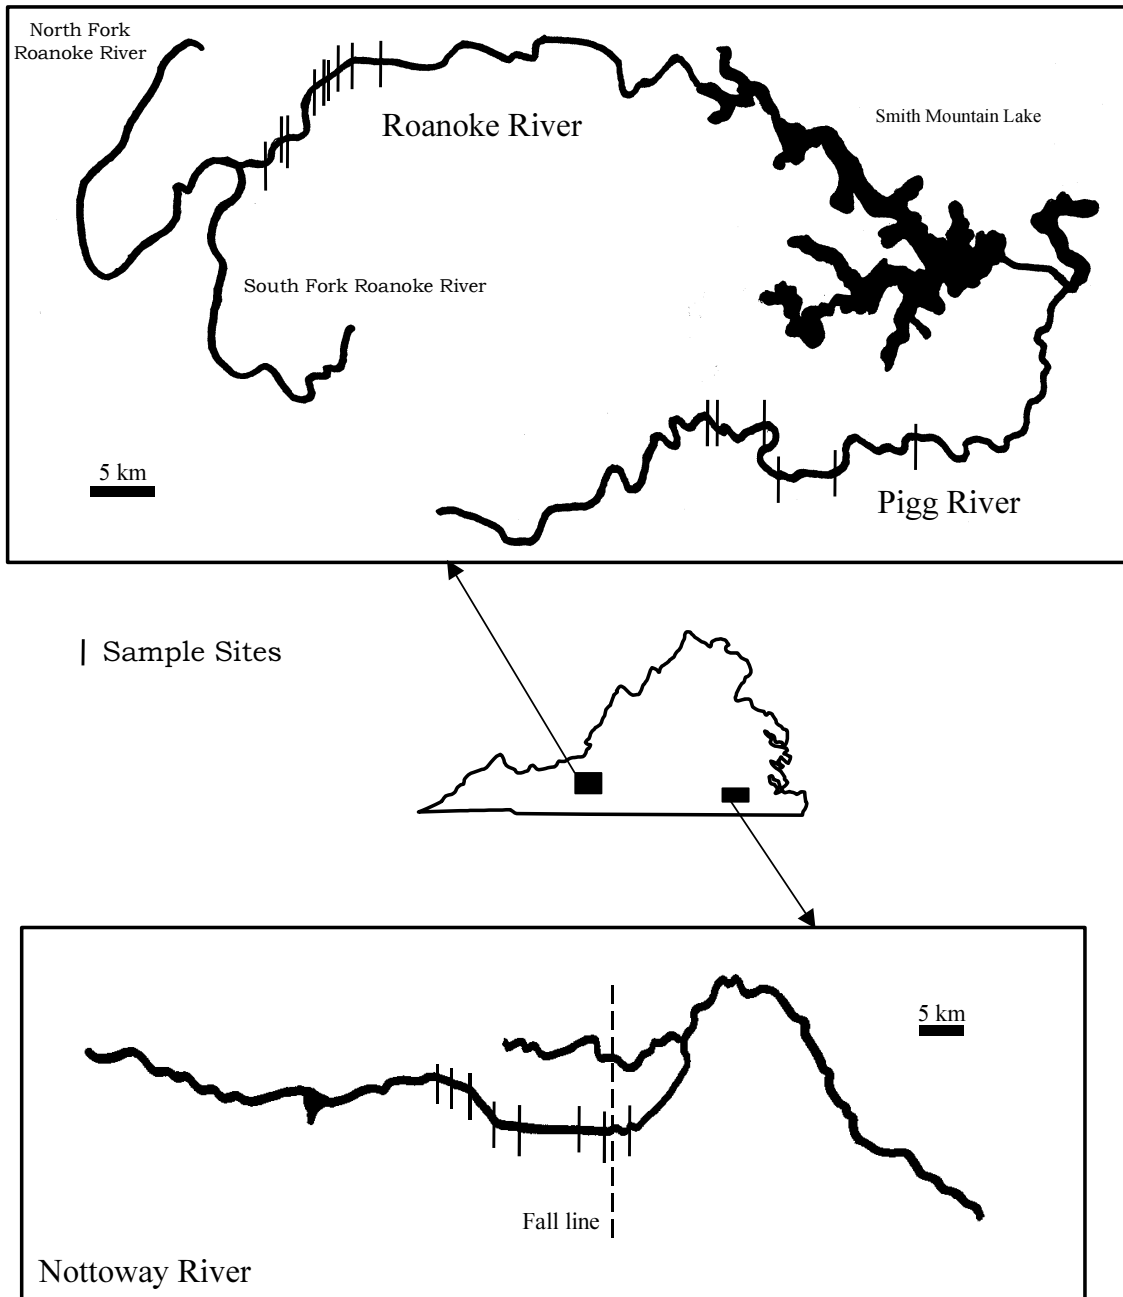 North Fork
Roanoke River
Roanoke River
Smith Mountain Lake
South Fork Roanoke River
5 km
Pigg River
| Sample Sites
5 km
Fall line
Nottoway River